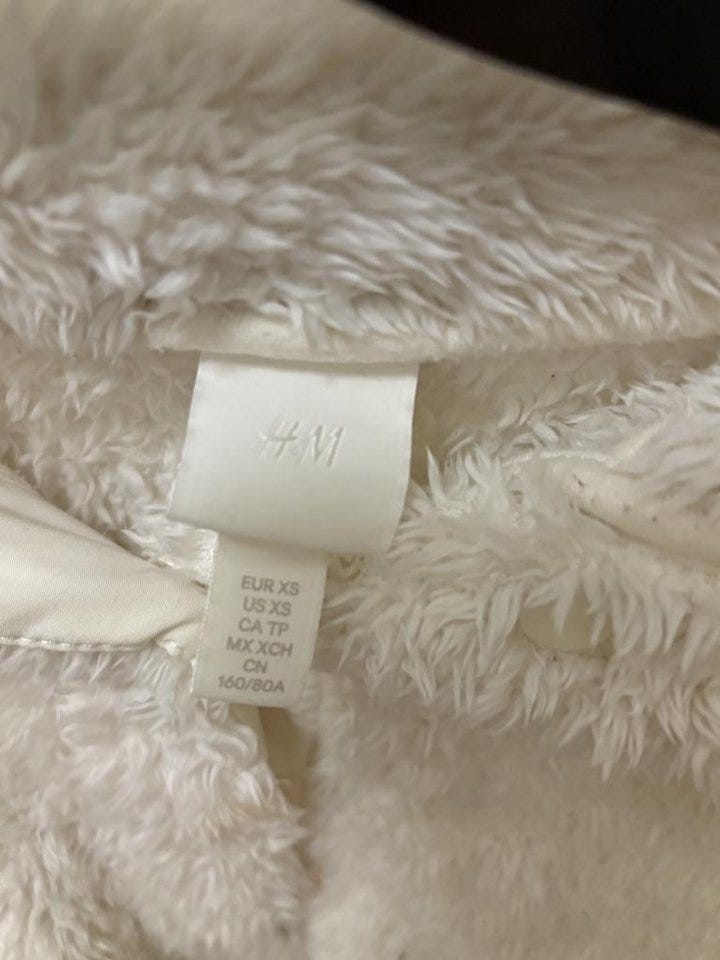 H&M
EUR XS
US XS
CA TP
MX XCH
CN
160/80A